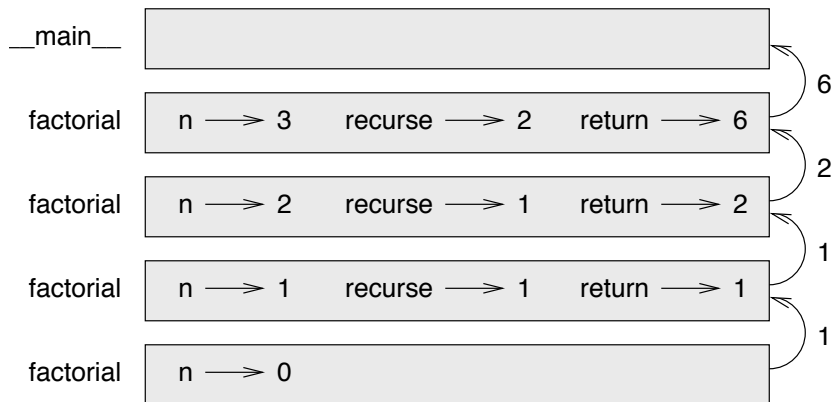 __main__
6
factorial n 3 recurse 2 return 6
2
factorial n 2 recurse 1 return 2
1
factorial n 1 recurse 1 return 1
1
factorial n 0